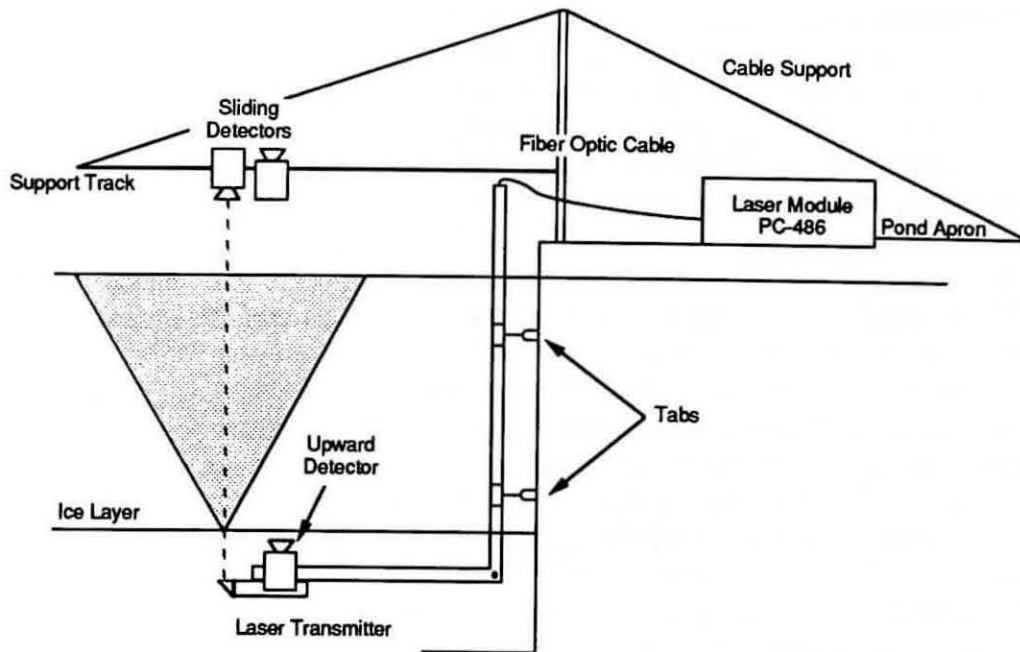 Cable Support
Sliding
Detectors
Fiber Optic Cable
Support Track
Laser Module
PC-486
Pond Apron
Tabs
Upward
Detector
Ice Layer
Laser Transmitter